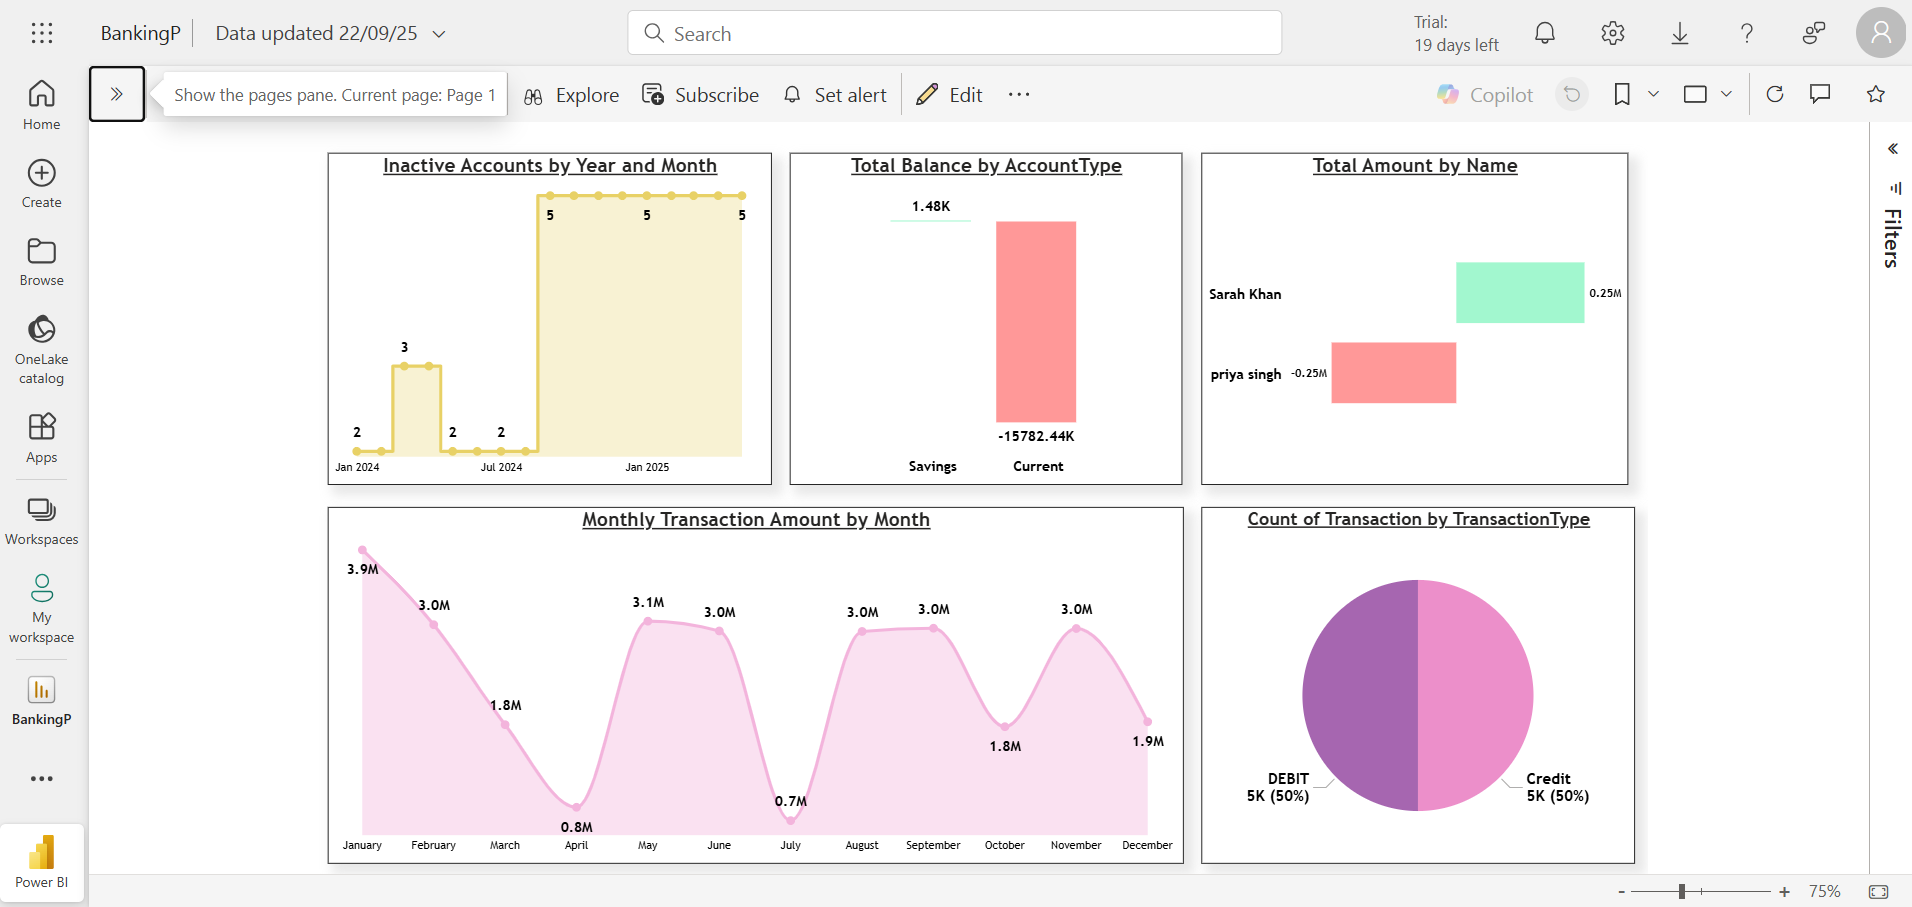 BankingP
Data updated 22/09/25
Search
Trial:
19 days left
Home
Create
Browse
OneLake
catalog
Apps
Workspaces
My
workspace
BankingP
Power BI
Show the pages pane. Current page: Page 1
Explore
Subscribe
Set alert
Edit
Copilot
Filters
Inactive Accounts by Year and Month
5
5
5
3
2
2
2
Jan 2024
Jul 2024
Jan 2025
Total Balance by AccountType
1.48K
-15782.44K
Savings
Current
Total Amount by Name
Sarah Khan
0.25M
priya singh
-0.25M
Monthly Transaction Amount by Month
3.9M
3.0M
1.8M
0.8M
3.1M
3.0M
0.7M
3.0M
3.0M
1.8M
3.0M
1.9M
January
February
March
April
May
June
July
August
September
October
November
December
Count of Transaction by TransactionType
DEBIT
5K (50%)
Credit
5K (50%)
- + 75%